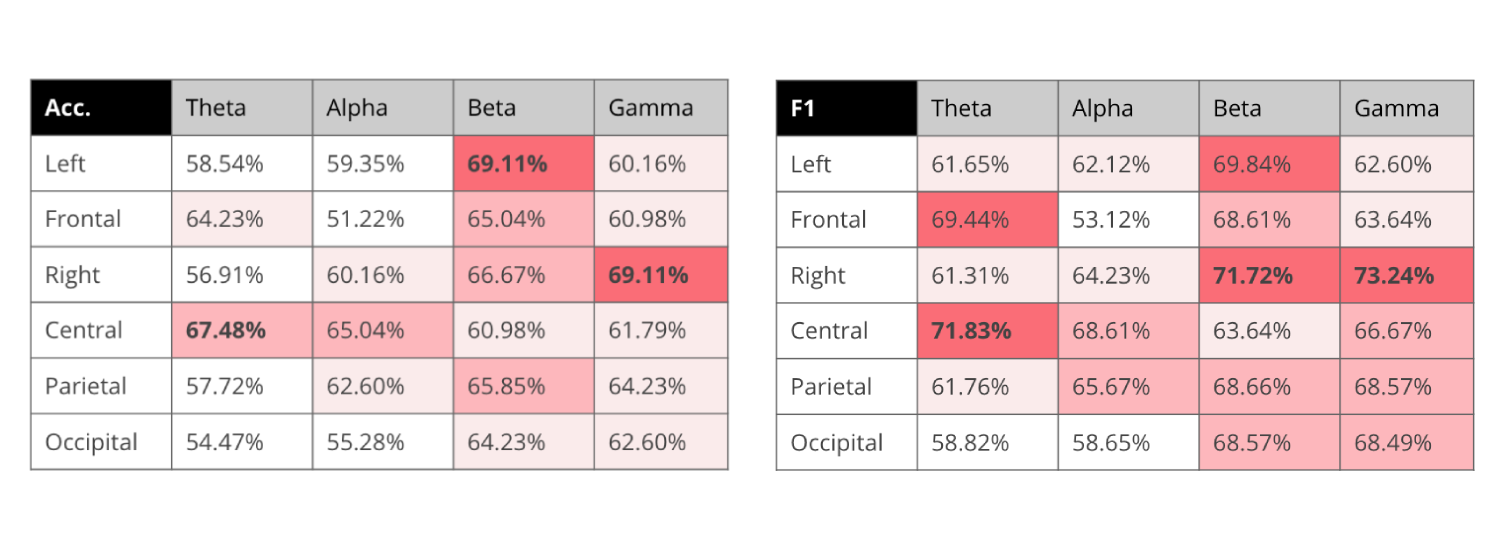 Acc. Theta Alpha Beta Gamma
Left 58.54% 59.35% 69.11% 60.16%
Frontal 64.23% 51.22% 65.04% 60.98%
Right 56.91% 60.16% 66.67% 69.11%
Central 67.48% 65.04% 60.98% 61.79%
Parietal 57.72% 62.60% 65.85% 64.23%
Occipital 54.47% 55.28% 64.23% 62.60%
F1 Theta Alpha Beta Gamma
Left 61.65% 62.12% 69.84% 62.60%
Frontal 69.44% 53.12% 68.61% 63.64%
Right 61.31% 64.23% 71.72% 73.24%
Central 71.83% 68.61% 63.64% 66.67%
Parietal 61.76% 65.67% 68.66% 68.57%
Occipital 58.82% 58.65% 68.57% 68.49%